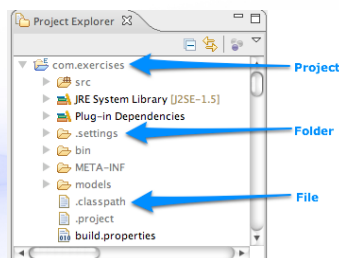 Project Explorer
com.exercises
Project
src
JRE System Library [J2SE-1.5]
Plug-in Dependencies
.settings
Folder
bin
META-INF
models
.classpath
File
.project
build.properties